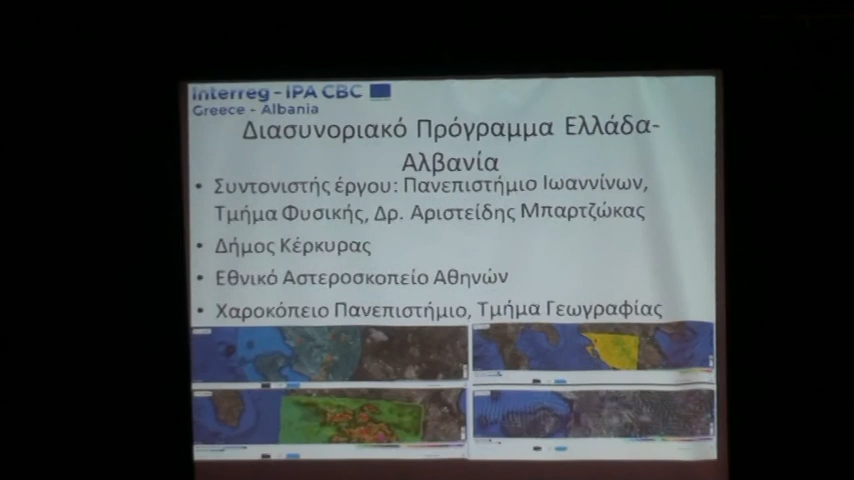 Interreg - IPA CBC
Greece - Albania
Διασυνοριακό Πρόγραμμα Ελλάδα-
Αλβανία
• Συντονιστής έργου: Πανεπιστήμιο Ιωαννίνων,
Τμήμα Φυσικής, Δρ. Αριστείδης Μπαρτζώκας
• Δήμος Κέρκυρας
• Εθνικό Αστεροσκοπείο Αθηνών
• Χαροκόπειο Πανεπιστήμιο, Τμήμα Γεωγραφίας